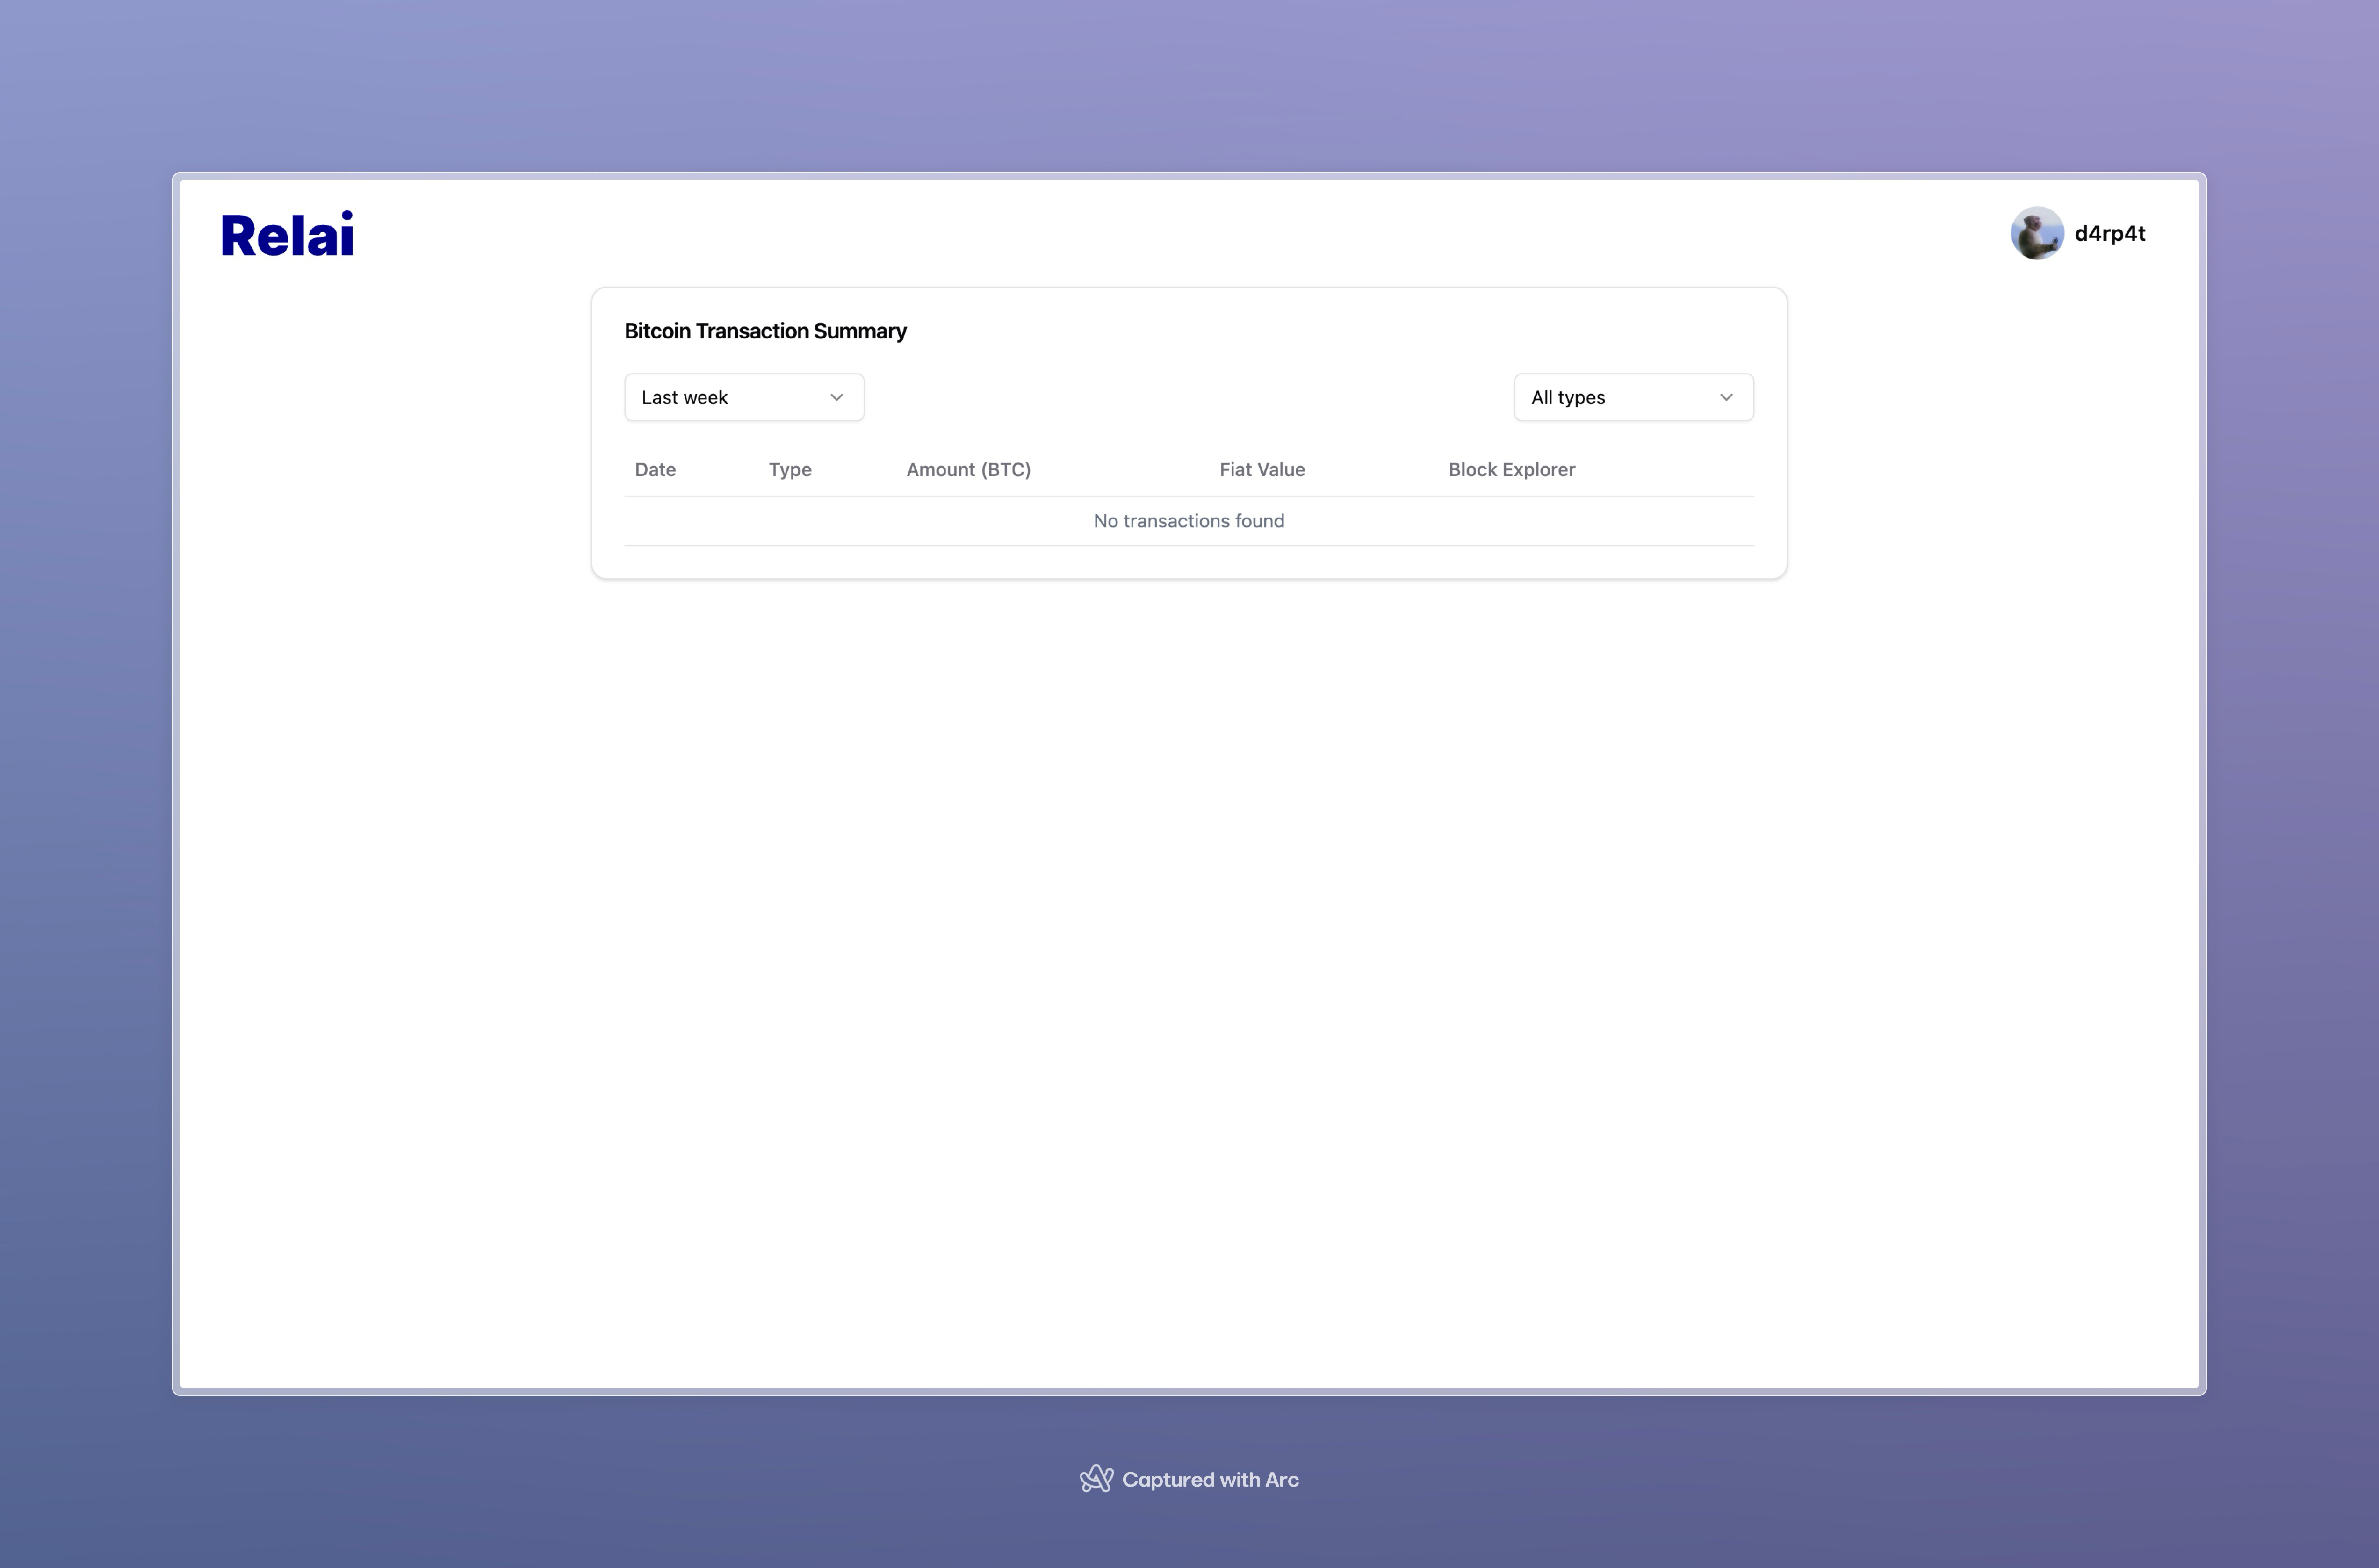 Relai
d4rp4t
Bitcoin Transaction Summary
Last week
All types
Date Type Amount (BTC) Fiat Value Block Explorer
No transactions found
Captured with Arc